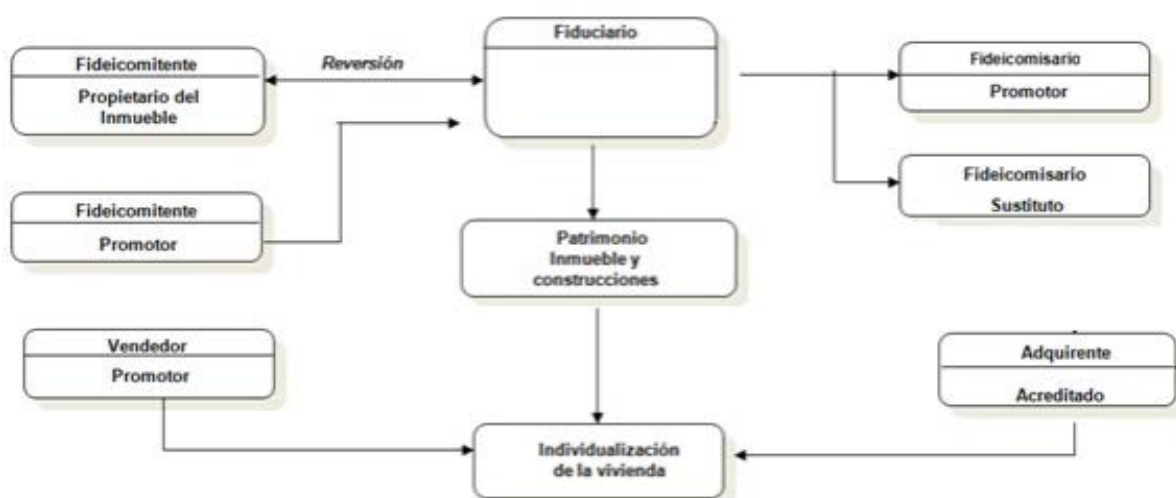 Fideicomitente
Propietario del
Inmueble
Reversión
Fiduciario
Fideicomisario
Promotor
Fideicomisario
Sustituto
Fideicomitente
Promotor
Patrimonio
Inmueble y
construcciones
Vendedor
Promotor
Adquirente
Acreditado
Individualización
de la vivienda